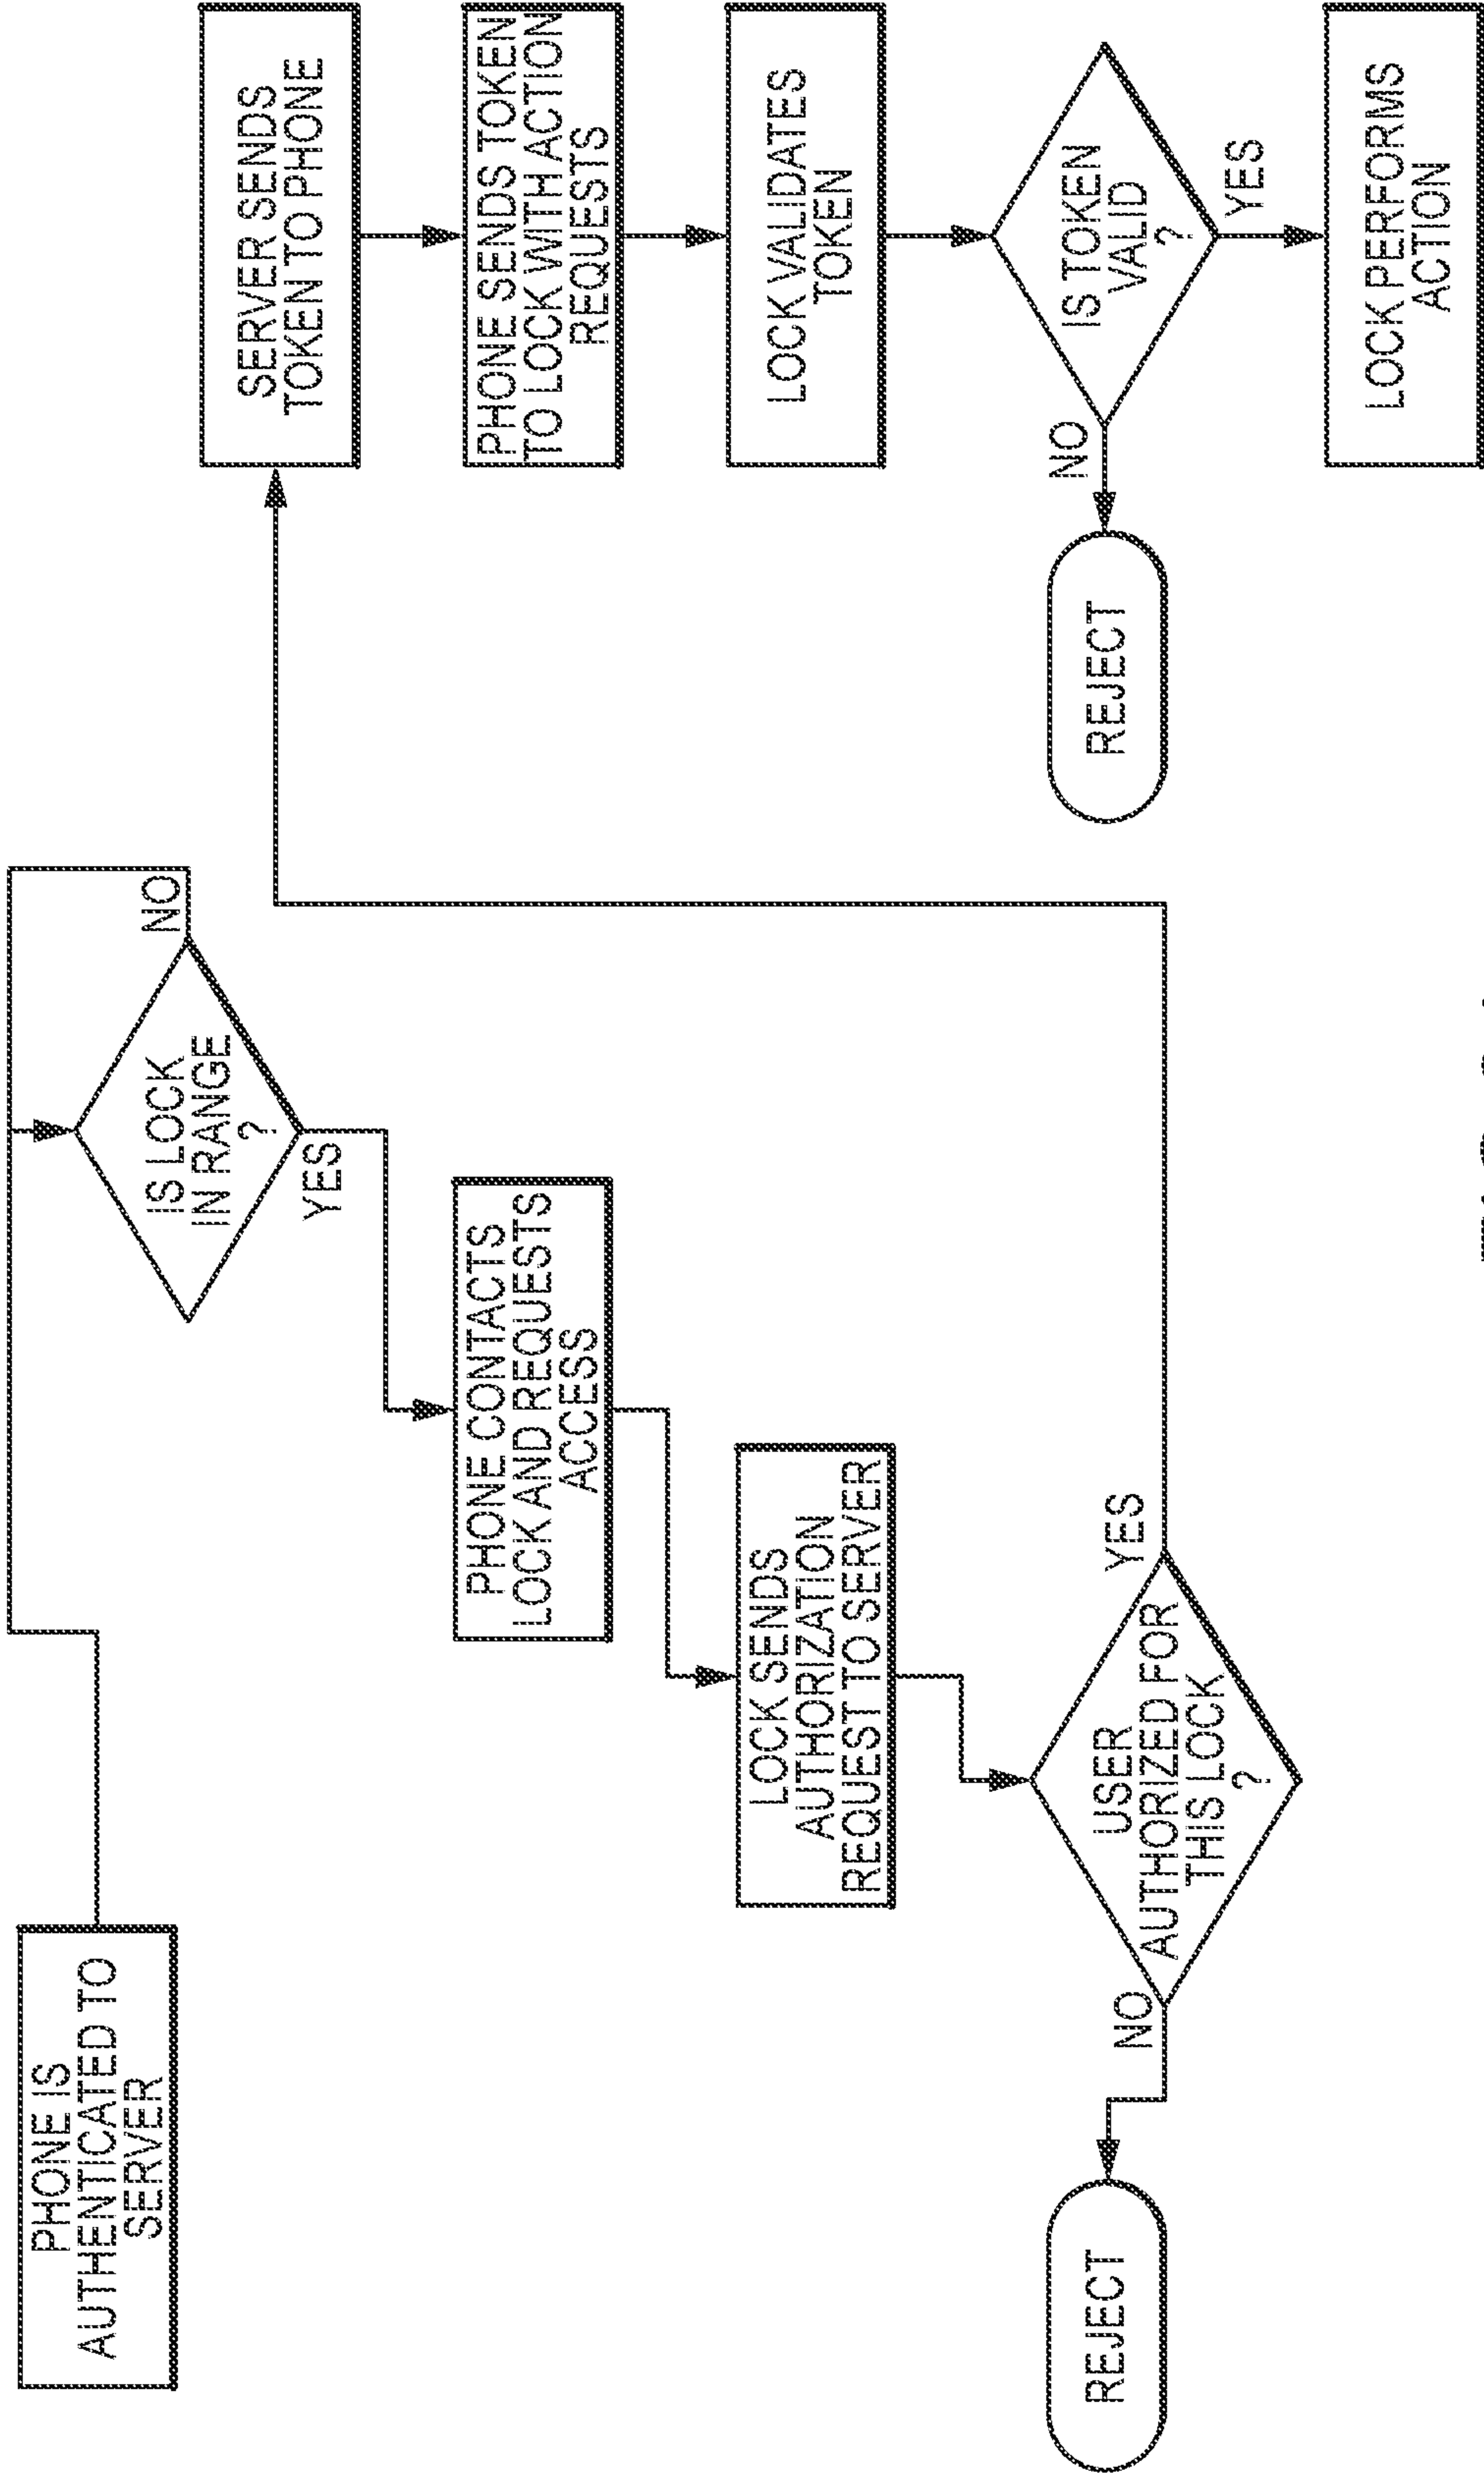 PHONE IS
AUTHENTICATED TO
SERVER
IS LOCK
IN RANGE
?
NO
YES
PHONE CONTACTS
LOCK AND REQUESTS
ACCESS
LOCK SENDS
AUTHORIZATION
REQUEST TO SERVER
USER
AUTHORIZED FOR
THIS LOCK
?
NO
YES
REJECT
SERVER SENDS
TOKEN TO PHONE
PHONE SENDS TOKEN
TO LOCK WITH ACTION
REQUESTS
LOCK VALIDATES
TOKEN
IS TOKEN
VALID
?
NO
YES
REJECT
LOCK PERFORMS
ACTION